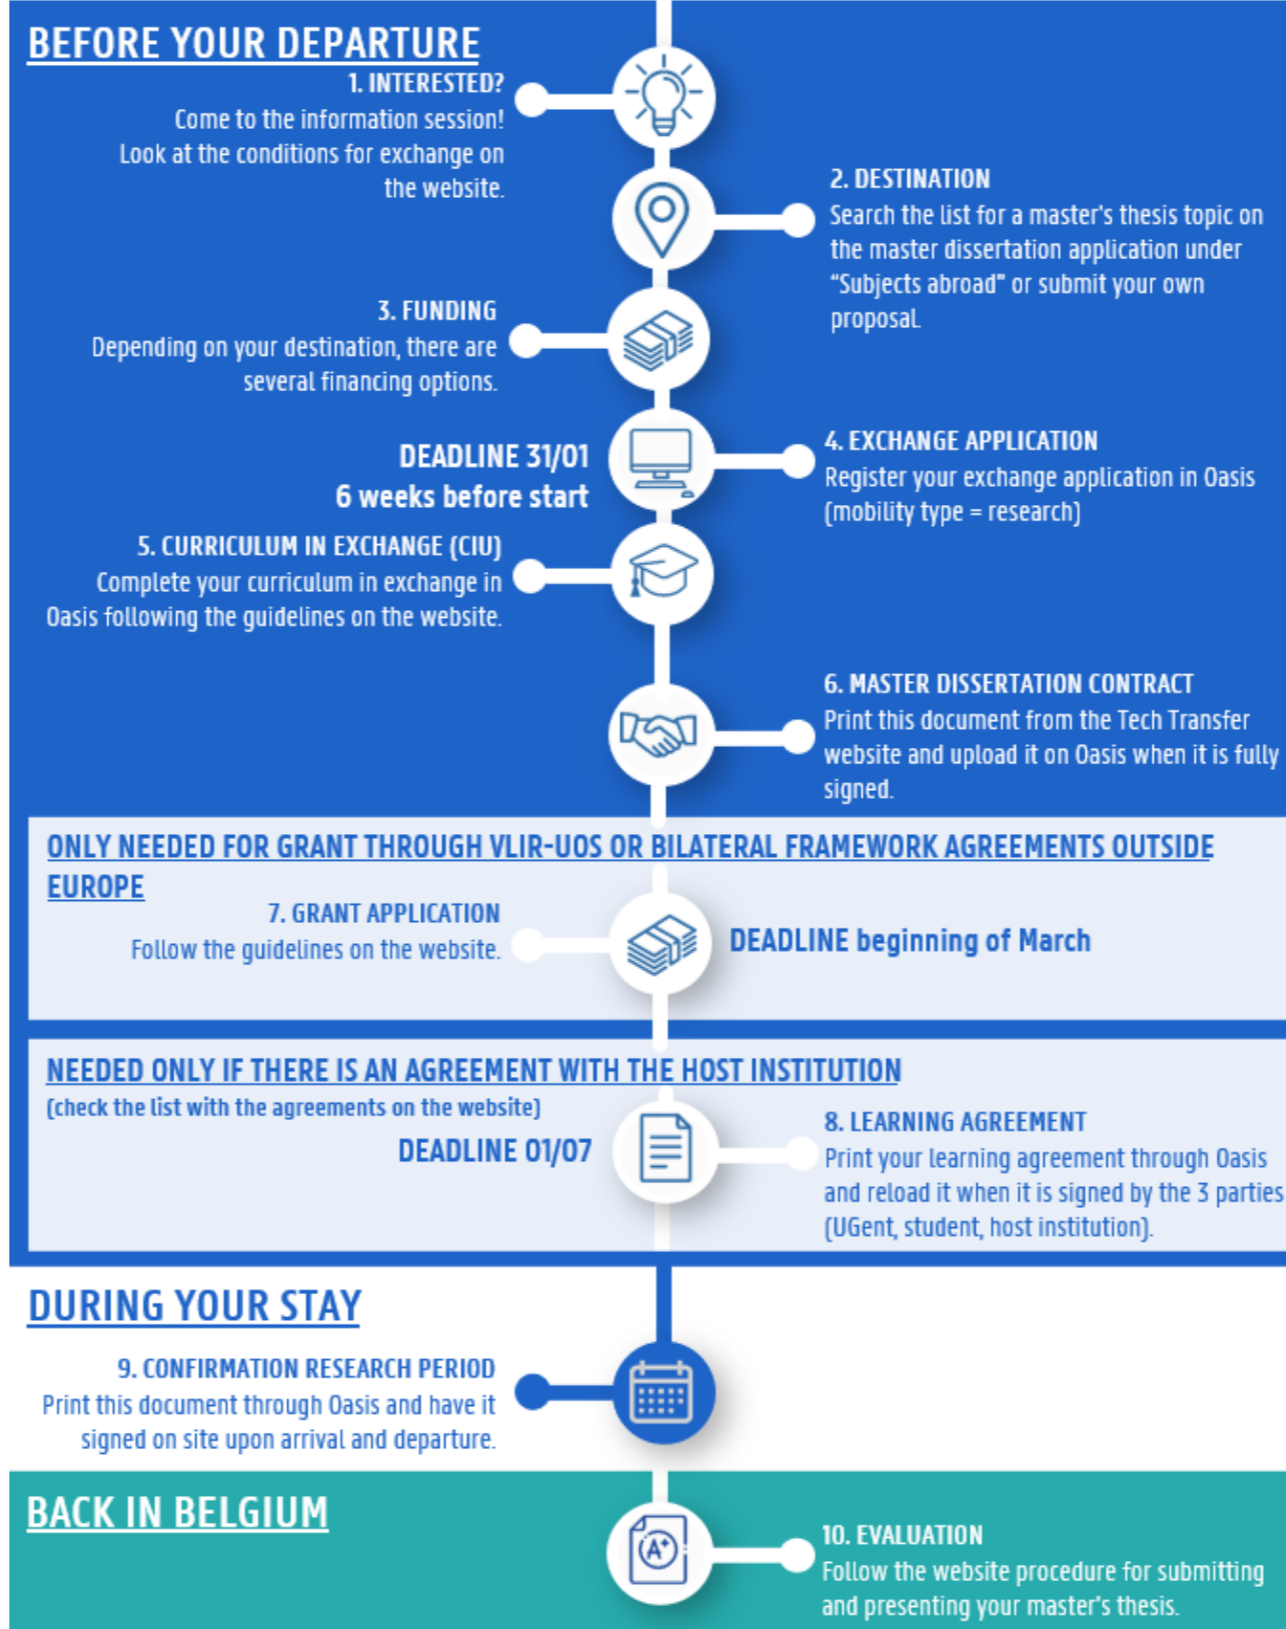 BEFORE YOUR DEPARTURE
1. INTERESTED?
Come to the information session!
Look at the conditions for exchange on
the website.
2. DESTINATION
Search the list for a master's thesis topic on
the master dissertation application under
“Subjects abroad" or submit your own
proposal.
3. FUNDING
Depending on your destination, there are
several financing options.
DEADLINE 31/01
6 weeks before start
4. EXCHANGE APPLICATION
Register your exchange application in Oasis
(mobility type = research)
5. CURRICULUM IN EXCHANGE (CIU)
Complete your curriculum in exchange in
Oasis following the guidelines on the website.
6. MASTER DISSERTATION CONTRACT
Print this document from the Tech Transfer
website and upload it on Oasis when it is fully
signed.
ONLY NEEDED FOR GRANT THROUGH VLIR-UOS OR BILATERAL FRAMEWORK AGREEMENTS OUTSIDE
EUROPE
7. GRANT APPLICATION
Follow the guidelines on the website.
DEADLINE beginning of March
NEEDED ONLY IF THERE IS AN AGREEMENT WITH THE HOST INSTITUTION
(check the list with the agreements on the website)
DEADLINE 01/07
8. LEARNING AGREEMENT
Print your learning agreement through Oasis
and reload it when it is signed by the 3 parties
(UGent, student, host institution).
DURING YOUR STAY
9. CONFIRMATION RESEARCH PERIOD
Print this document through Oasis and have it
signed on site upon arrival and departure.
BACK IN BELGIUM
A+
10. EVALUATION
Follow the website procedure for submitting
and presenting your master's thesis.